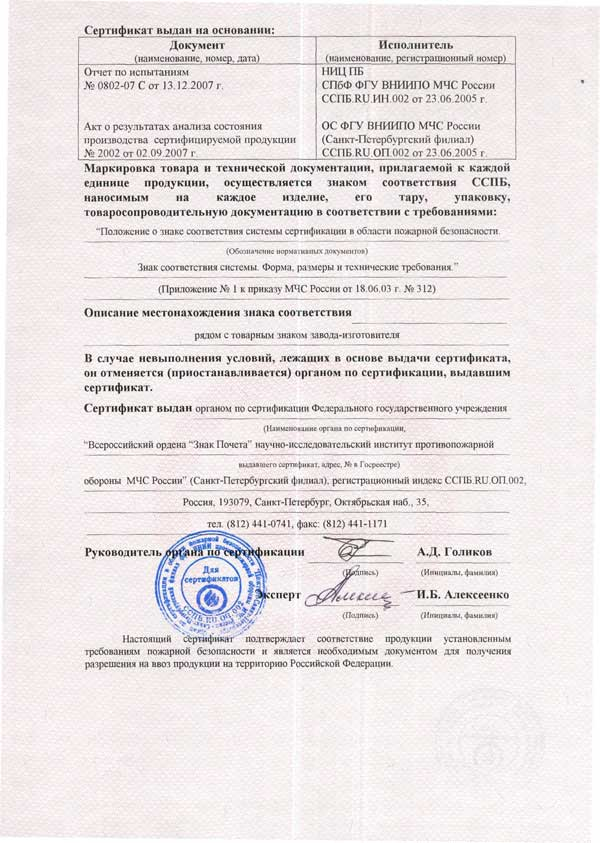 Сертификат выдан на основании:
Документ
(наименование, номер, дата)
Исполнитель
(наименование, регистрационный номер)
Отчет по испытаниям
№ 0802-07 С от 13.12.2007 г.
НИЦ ПБ
СПбФ ФГУ ВНИИПО МЧС России
ССПБ.RU.ИН.002 от 23.06.2005 г.
Акт о результатах анализа состояния
производства сертифицируемой продукции
№ 2002 от 02.09.2007 г.
ОС ФГУ ВНИИПО МЧС России
(Санкт-Петербургский филиал)
ССПБ.RU.ОП.002 от 23.06.2005 г.
Маркировка товара и технической документации, прилагаемой к каждой
единице продукции, осуществляется знаком соответствия ССПБ,
наносимым на каждое изделие, его тару, упаковку,
товаросопроводительную документацию в соответствии с требованиями:
“Положение о знаке соответствия системы сертификации в области пожарной безопасности.
(Обозначение нормативных документов)
Знак соответствия системы. Форма, размеры и технические требования.”
(Приложение № 1 к приказу МЧС России от 18.06.03 г. № 312)
Описание местонахождения знака соответствия
рядом с товарным знаком завода-изготовителя
В случае невыполнения условий, лежащих в основе выдачи сертификата,
он отменяется (приостанавливается) органом по сертификации, выдавшим
сертификат.
Сертификат выдан органом по сертификации Федерального государственного учреждения
(Наименование органа по сертификации,
“Всероссийский ордена “Знак Почета” научно-исследовательский институт противопожарной
выдавшего сертификат, адрес, № в Госреестре)
обороны МЧС России” (Санкт-Петербургский филиал), регистрационный индекс ССПБ.RU.ОП.002,
Россия, 193079, Санкт-Петербург, Октябрьская наб., 35,
тел. (812) 441-0741, факс: (812) 441-1171
Руководитель органа по сертификации
А.Д. Голиков
(Подпись)
(Инициалы, фамилия)
Для
сертификатов
ССПБ RU ОП 002
Эксперт
И.Б. Алексеенко
(Подпись)
(Инициалы, фамилия)
Настоящий сертификат подтверждает соответствие продукции установленным
требованиям пожарной безопасности и является необходимым документом для получения
разрешения на ввоз продукции на территорию Российской Федерации.